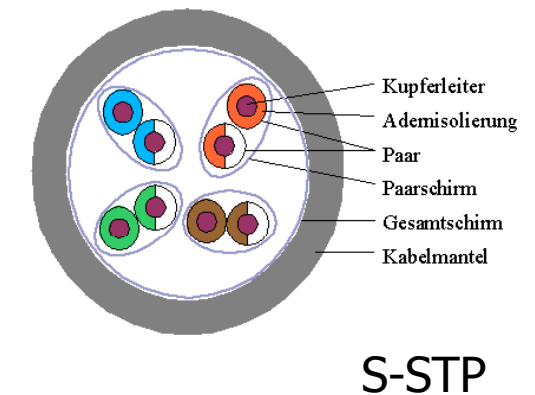 Kupferleiter
Adernisolierung
Paar
Paarschirm
Gesamtschirm
Kabelmantel
S-STP